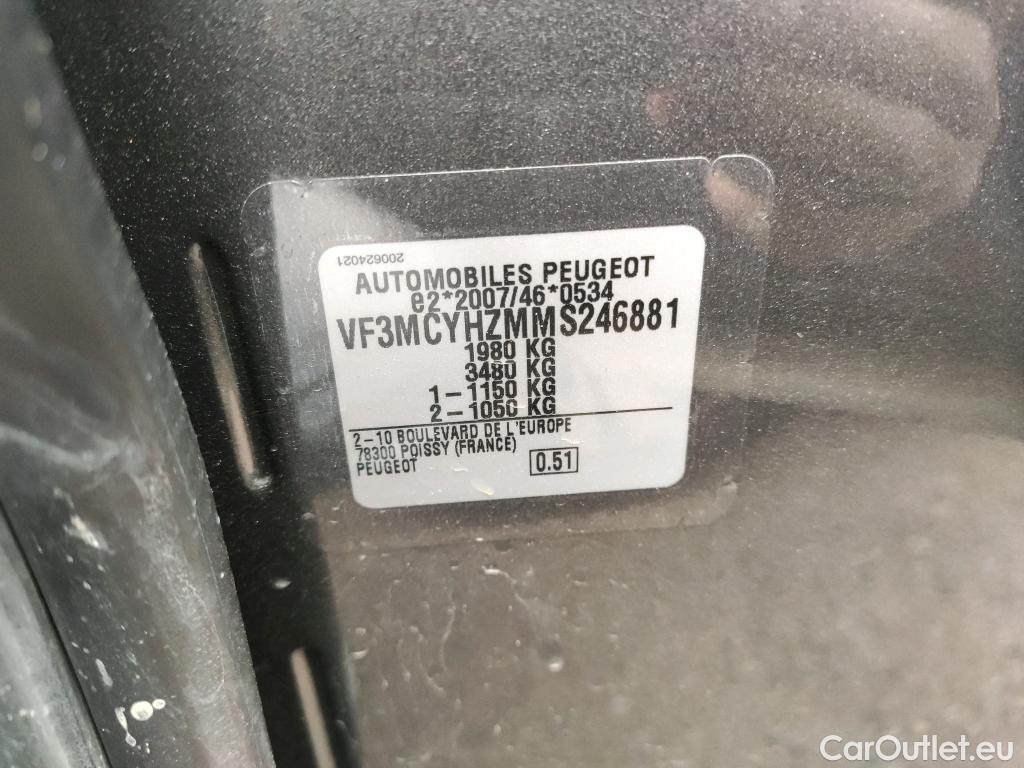 200624021
AUTOMOBILES PEUGEOT
e2*2007/46*0534
VF3MCYHZMMS246881
1980 KG
3480 KG
1-1150 KG
2-1050 KG
2-10 BOULEVARD DE L'EUROPE
78300 POISSY (FRANCE)
PEUGEOT
0.51
CarOutlet.eu